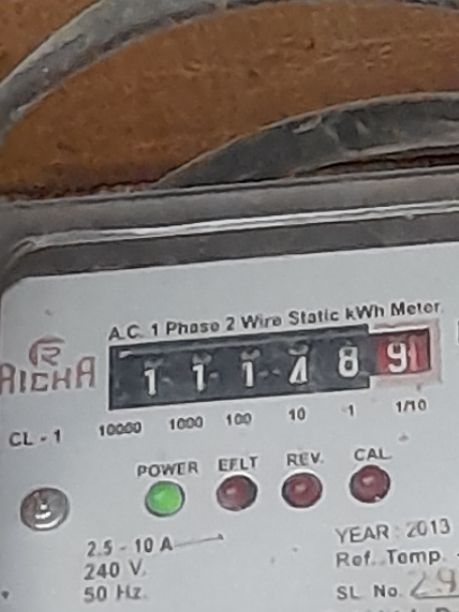 A.C. 1 Phase 2 Wire Static kWh Meter
1 1 1 4 8 9
AICHA
10000 1000 100 10 1 1/10
CL - 1
POWER EFLT REV. CAL
2.5 - 10 A
240 V.
50 Hz.
YEAR : 2013
Ref. Temp.
SL No. 29